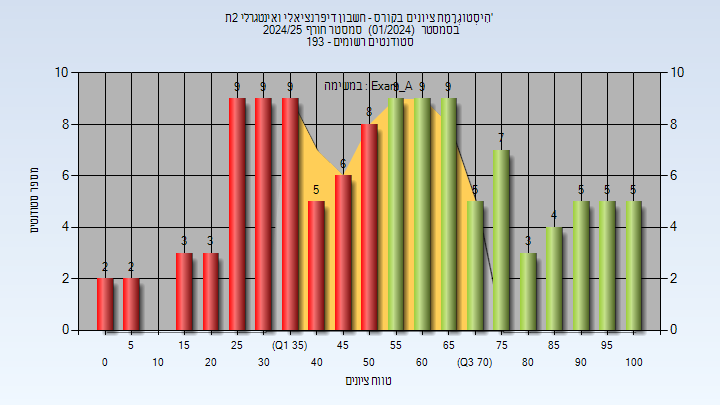 היסטוגרמת ציונים בקורס - חשבון דיפרנציאלי ואינטגרלי 2ח'
בסמסטר (01/2024) סמסטר חורף 2024/25
סטודנטים רשומים - 193
במשימה : Exam_A
מספר סטודנטים
10 10
8 8
6 6
4 4
2 2
0 0
2 2 3 3 9 9 9 5 6 8 9 9 9 5 7 3 4 5 5 5
5 15 25 (Q1 35) 45 55 65 75 85 95
0 10 20 30 40 50 60 (Q3 70) 80 90 100
טווח ציונים